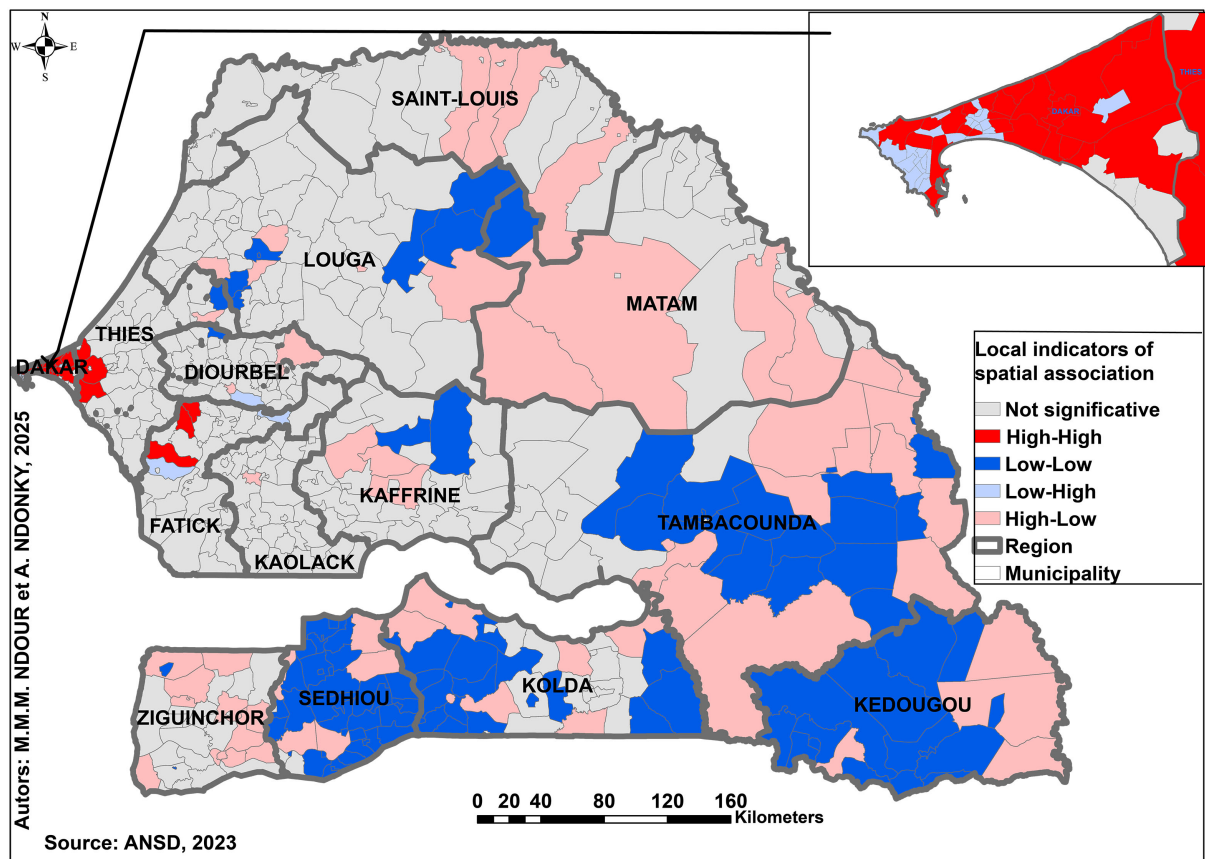 N
W E
S
THIES
DAKAR
SAINT-LOUIS
LOUGA
MATAM
THIES
DAKAR
DIOURBEL
KAFFRINE
FATICK
KAOLACK
TAMBACOUNDA
ZIGUINCHOR
SEDHIOU
KOLDA
KEDOUGOU
Local indicators of
spatial association
Not significative
High-High
Low-Low
Low-High
High-Low
Region
Municipality
0 20 40 80 120 160
Kilometers
Autors: M.M.M. NDOUR et A. NDONKY, 2025
Source: ANSD, 2023